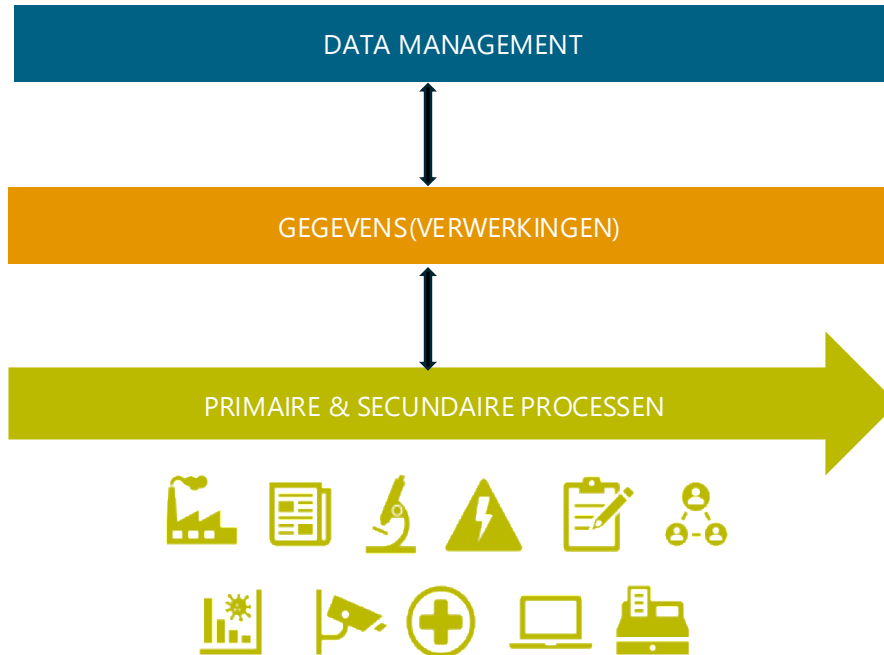 DATA MANAGEMENT
GEGEVENS(VERWERKINGEN)
PRIMAIRE & SECUNDAIRE PROCESSEN